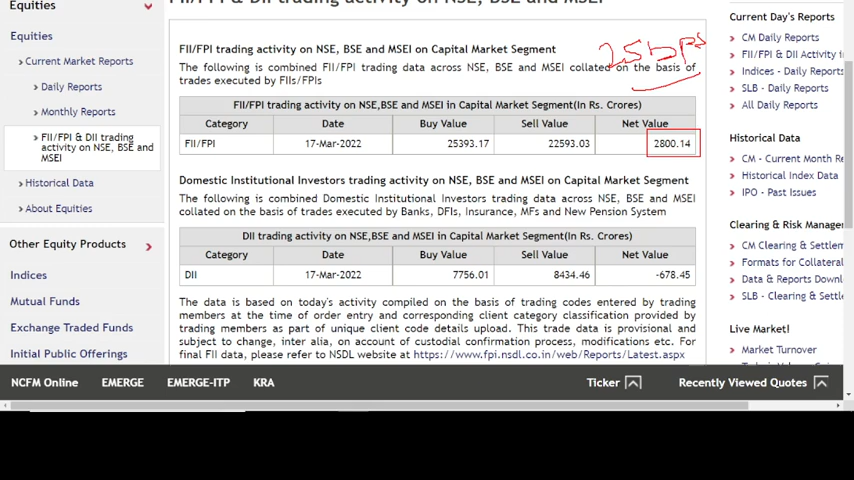 Equities
Equities
Current Market Reports
Daily Reports
Monthly Reports
FII/FPI & DII trading
activity on NSE, BSE and
MSEI
Historical Data
About Equities
Other Equity Products
Indices
Mutual Funds
Exchange Traded Funds
Initial Public Offerings
FII/FPI & DII trading activity on NSE, BSE and MSEI
25bps
FII/FPI trading activity on NSE, BSE and MSEI on Capital Market Segment
The following is combined FII/FPI trading data across NSE, BSE and MSEI collated on the basis of
trades executed by FIIs/FPIs
FII/FPI trading activity on NSE,BSE and MSEI in Capital Market Segment(In Rs. Crores)
Category Date Buy Value Sell Value Net Value
FII/FPI 17-Mar-2022 25393.17 22593.03 2800.14
Domestic Institutional Investors trading activity on NSE, BSE and MSEI on Capital Market Segment
The following is combined Domestic Institutional Investors trading data across NSE, BSE and MSEI
collated on the basis of trades executed by Banks, DFIs, Insurance, MFs and New Pension System
DII trading activity on NSE,BSE and MSEI in Capital Market Segment(In Rs. Crores)
Category Date Buy Value Sell Value Net Value
DII 17-Mar-2022 7756.01 8434.46 -678.45
The data is based on today's activity compiled on the basis of trading codes entered by trading
members at the time of order entry and corresponding client category classification provided by
trading members as part of unique client code details upload. This trade data is provisional and
subject to change, inter alia, on account of custodial confirmation process, modifications etc. For
final FII data, please refer to NSDL website at https://www.fpi.nsdl.co.in/web/Reports/Latest.aspx
Current Day's Reports
CM Daily Reports
FII/FPI & DII Activity i
Indices - Daily Reports
SLB - Daily Reports
All Daily Reports
Historical Data
CM - Current Month Re
Historical Index Data
IPO - Past Issues
Clearing & Risk Manager
CM Clearing & Settlem
Formats for Collateral
Data & Reports Downl
SLB - Clearing & Settle
Live Market!
Market Turnover
NCFM Online EMERGE EMERGE-ITP KRA Ticker Recently Viewed Quotes